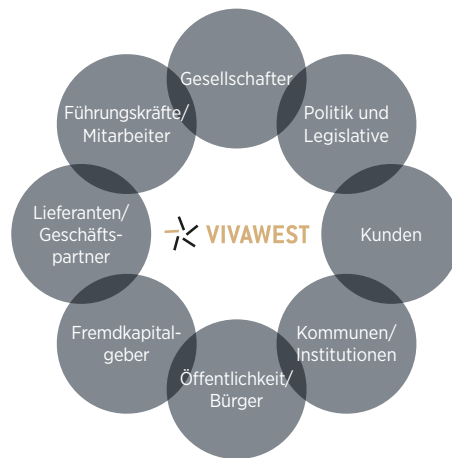 Gesellschafter
Politik und
Legislative
Kunden
Kommunen/
Institutionen
Öffentlichkeit/
Bürger
Fremdkapital-
geber
Lieferanten/
Geschäfts-
partner
Führungskräfte/
Mitarbeiter
VIVAWEST